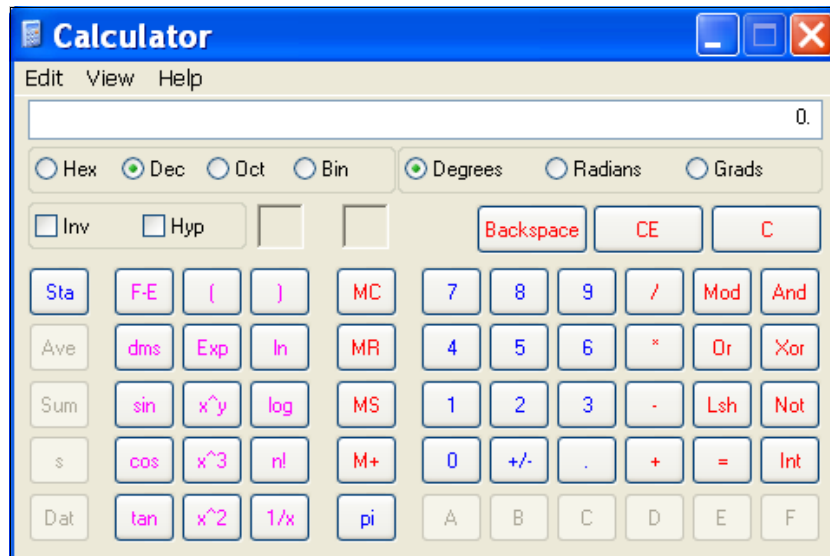 Calculator
Edit View Help
0.
Hex Dec Oct Bin Degrees Radians Grads
Inv Hyp Backspace CE C
Sta F-E ( ) MC 7 8 9 / Mod And
Ave dms Exp ln MR 4 5 6 * Or Xor
Sum sin x^y log MS 1 2 3 - Lsh Not
s cos x^3 n! M+ 0 +/- . + = Int
Dat tan x^2 1/x pi A B C D E F